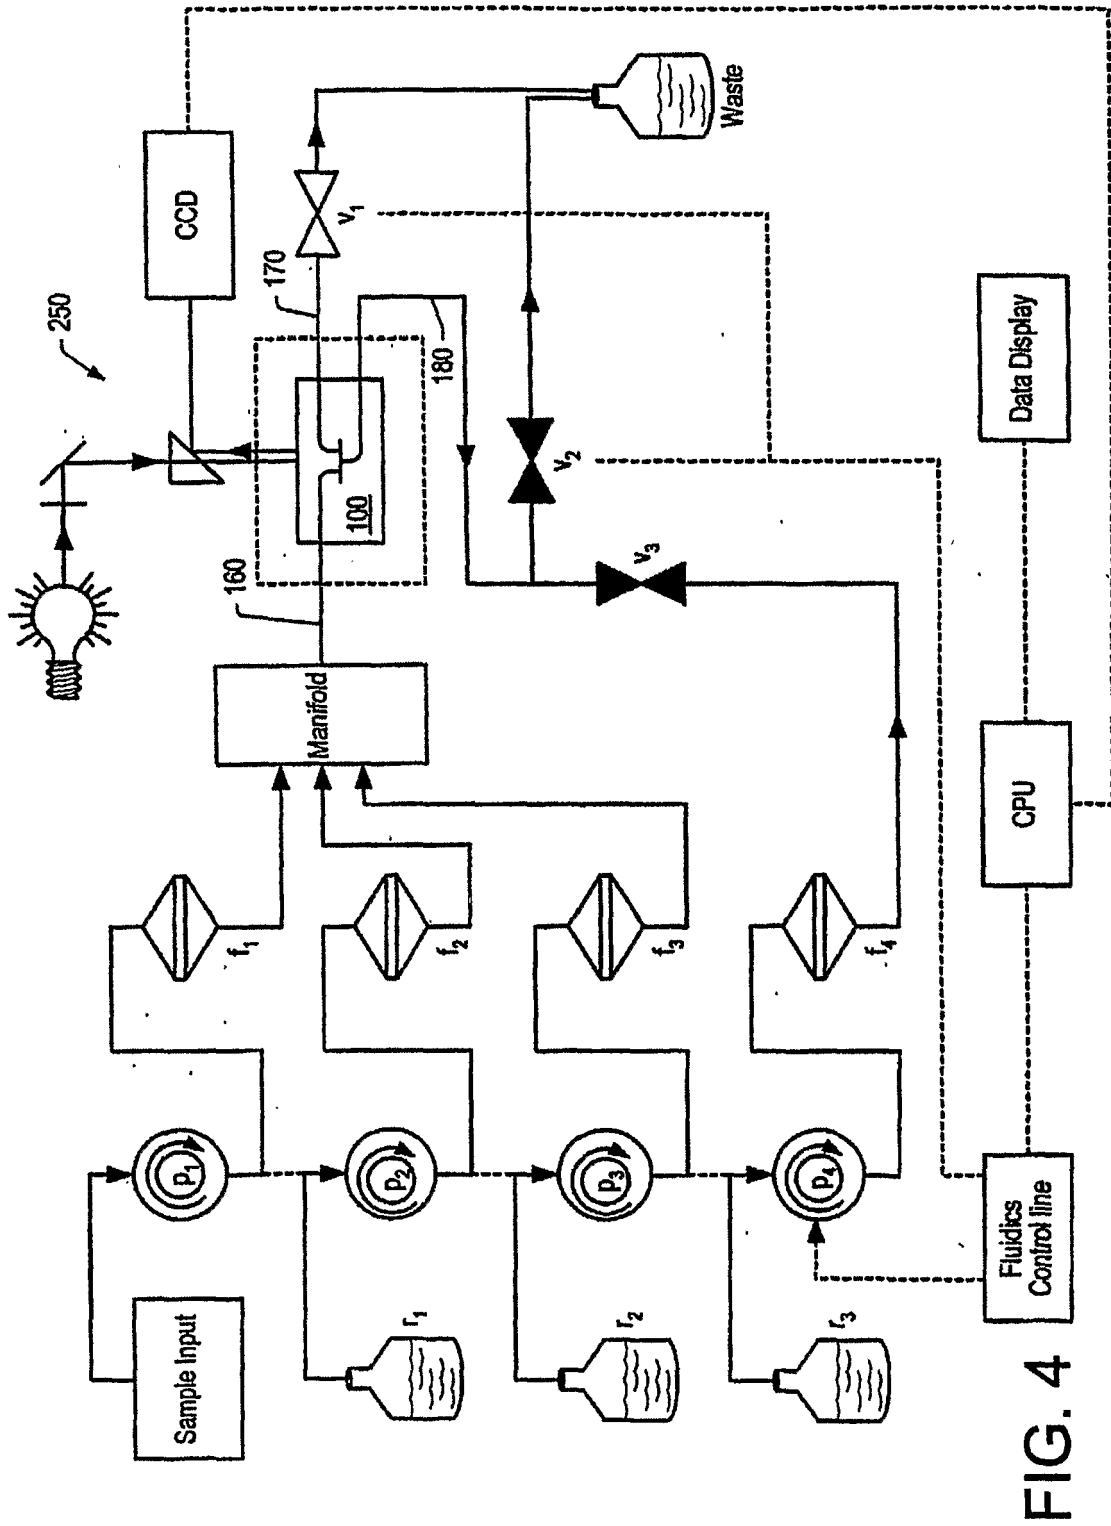 250
CCD
170
V1
Waste
160
Manifold
100
180
V2
V3
f1
f2
f3
f4
P1
P2
P3
P4
Sample Input
r1
r2
r3
Fluidics
Control line
CPU
Data Display
FIG. 4